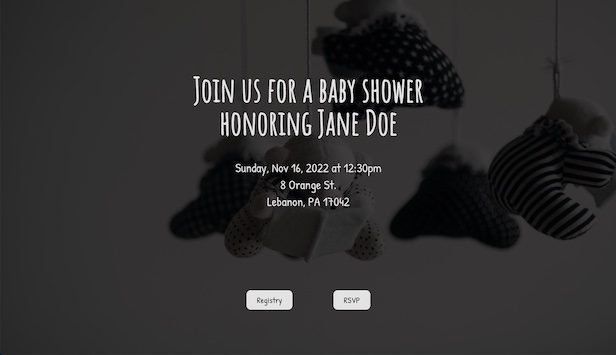 Join us for a baby shower
honoring Jane Doe
Sunday, Nov 16, 2022 at 12:30pm
8 Orange St.
Lebanon, PA 17042
Registry
RSVP